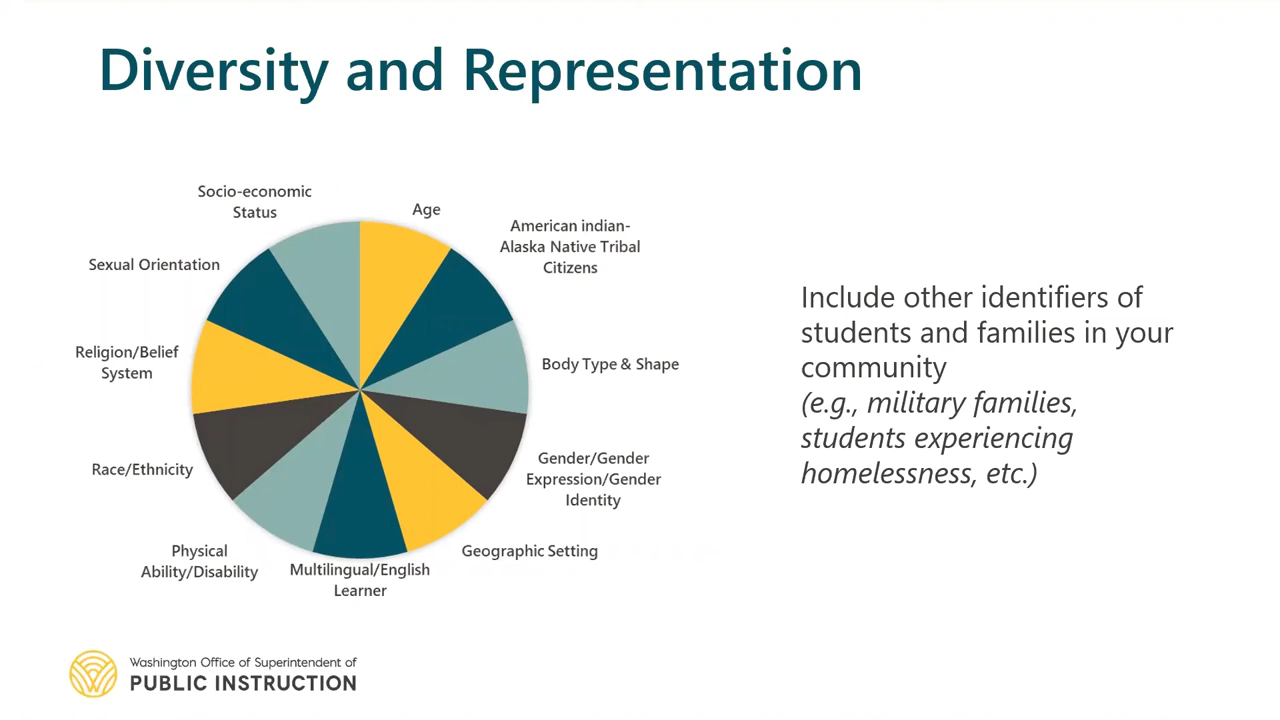 Diversity and Representation
Socio-economic
Status
Age
American indian-
Alaska Native Tribal
Citizens
Sexual Orientation
Body Type & Shape
Religion/Belief
System
Gender/Gender
Expression/Gender
Identity
Race/Ethnicity
Geographic Setting
Physical
Ability/Disability
Multilingual/English
Learner
Include other identifiers of
students and families in your
community
(e.g., military families,
students experiencing
homelessness, etc.)
Washington Office of Superintendent of
PUBLIC INSTRUCTION